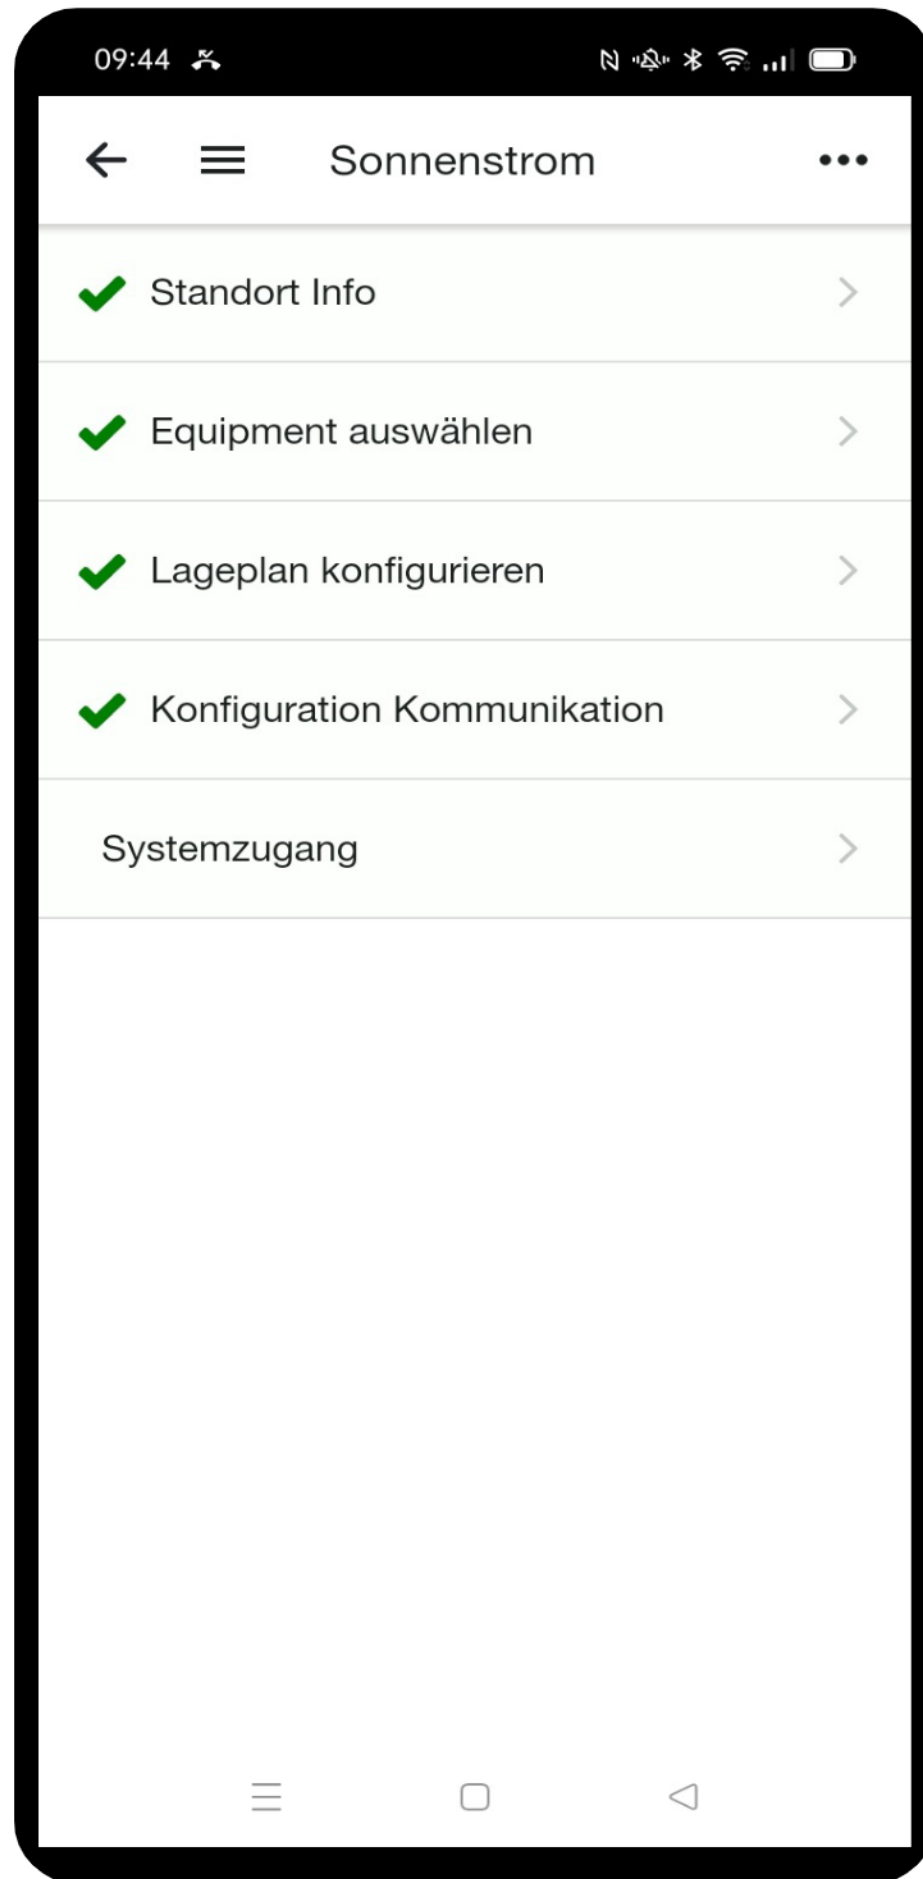 09:44
Sonnenstrom
Standort Info
Equipment auswählen
Lageplan konfigurieren
Konfiguration Kommunikation
Systemzugang